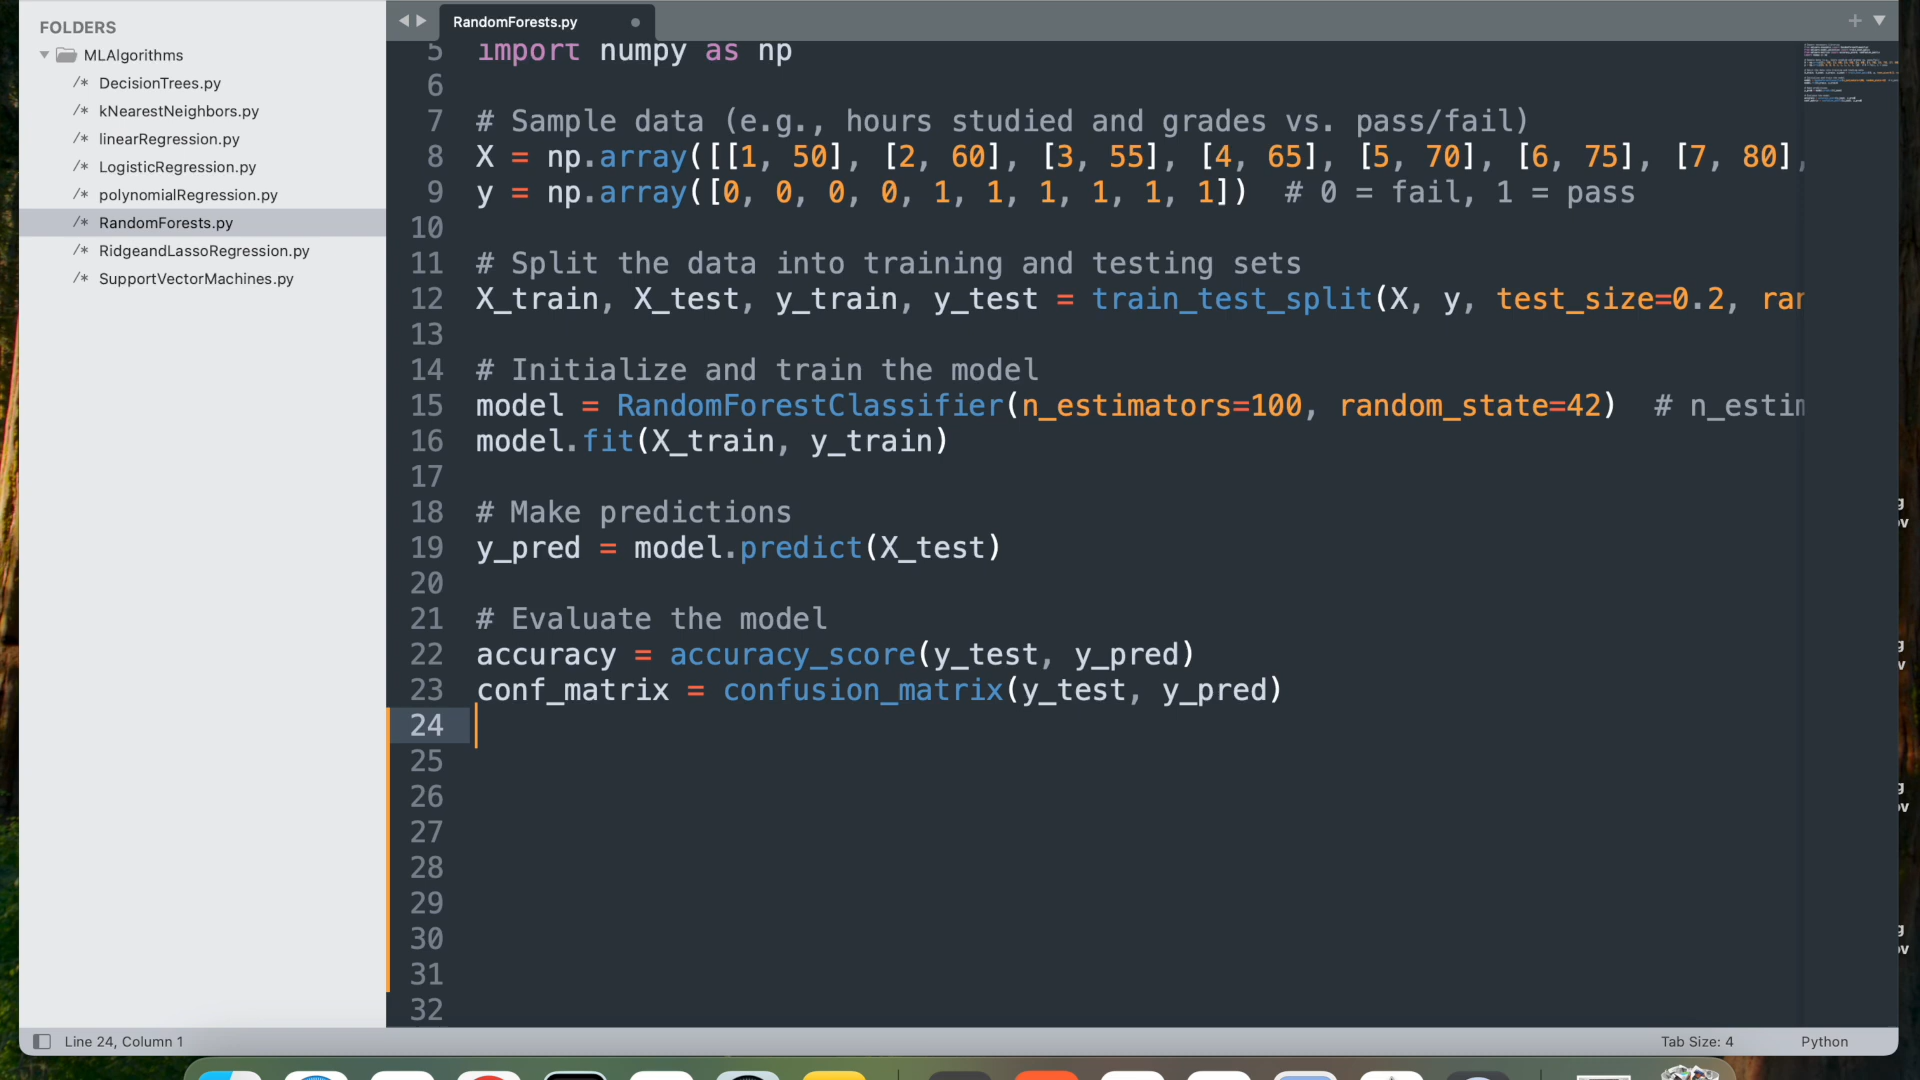 FOLDERS
MLAlgorithms
/* DecisionTrees.py
/* kNearestNeighbors.py
/* linearRegression.py
/* LogisticRegression.py
/* polynomialRegression.py
/* RandomForests.py
/* RidgeandLassoRegression.py
/* SupportVectorMachines.py
RandomForests.py
5 import numpy as np
6
7 # Sample data (e.g., hours studied and grades vs. pass/fail)
8 X = np.array([[1, 50], [2, 60], [3, 55], [4, 65], [5, 70], [6, 75], [7, 80],
9 y = np.array([0, 0, 0, 0, 1, 1, 1, 1, 1, 1])  # 0 = fail, 1 = pass
10
11 # Split the data into training and testing sets
12 X_train, X_test, y_train, y_test = train_test_split(X, y, test_size=0.2, ran
13
14 # Initialize and train the model
15 model = RandomForestClassifier(n_estimators=100, random_state=42)  # n_estim
16 model.fit(X_train, y_train)
17
18 # Make predictions
19 y_pred = model.predict(X_test)
20
21 # Evaluate the model
22 accuracy = accuracy_score(y_test, y_pred)
23 conf_matrix = confusion_matrix(y_test, y_pred)
24
25
26
27
28
29
30
31
32
Line 24, Column 1
Tab Size: 4
Python